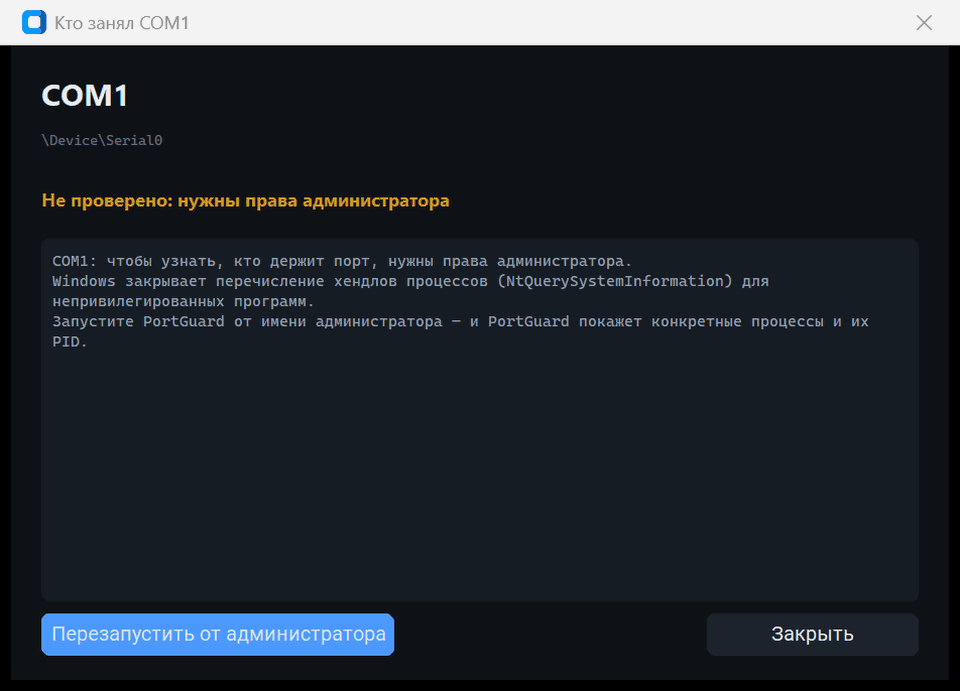 Кто занял COM1
COM1
\Device\Serial0
Не проверено: нужны права администратора
COM1: чтобы узнать, кто держит порт, нужны права администратора.
Windows закрывает перечисление хендлов процессов (NtQuerySystemInformation) для
непривилегированных программ.
Запустите PortGuard от имени администратора — и PortGuard покажет конкретные процессы и их
PID.
Перезапустить от администратора
Закрыть